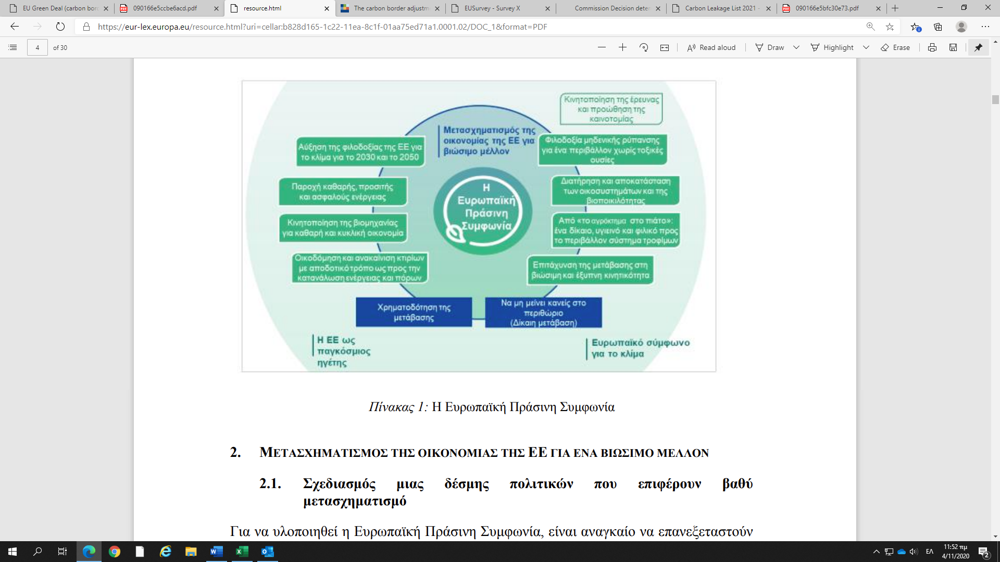 EU Green Deal (carbon bord
090166e5ccbe6acd.pdf
resource.html
The carbon border adjustm
EUSurvey - Survey X
Commission Decision deter
Carbon Leakage List 2021 -
090166e5bfc30e73.pdf
https://eur-lex.europa.eu/resource.html?uri=cellar:b828d165-1c22-11ea-8c1f-01aa75ed71a1.0001.02/DOC_1&format=PDF
4 of 30
Read aloud
Draw
Highlight
Erase
Κινητοποίηση της έρευνας
και προώθηση της
καινοτομίας
Μετασχηματισμός της
οικονομίας της ΕΕ για
βιώσιμο μέλλον
Αύξηση της φιλοδοξίας της ΕΕ για
το κλίμα για το 2030 και το 2050
Φιλοδοξία μηδενικής ρύπανσης
για ένα περιβάλλον χωρίς τοξικές
ουσίες
Παροχή καθαρής, προσιτής
και ασφαλούς ενέργειας
Η
Ευρωπαϊκή
Πράσινη
Συμφωνία
Διατήρηση και αποκατάσταση
των οικοσυστημάτων και της
βιοποικιλότητας
Κινητοποίηση της βιομηχανίας
για καθαρή και κυκλική οικονομία
Από «το αγρόκτημα στο πιάτο»:
ένα δίκαιο, υγιεινό και φιλικό προς
το περιβάλλον σύστημα τροφίμων
Οικοδόμηση και ανακαίνιση κτιρίων
με αποδοτικό τρόπο ως προς την
κατανάλωση ενέργειας και πόρων
Επιτάχυνση της μετάβασης στη
βιώσιμη και έξυπνη κινητικότητα
Χρηματοδότηση της
μετάβασης
Να μη μείνει κανείς στο
περιθώριο
(Δίκαιη μετάβαση)
Η ΕΕ ως
παγκόσμιος
ηγέτης
Ευρωπαϊκό σύμφωνο
για το κλίμα
Πίνακας 1: Η Ευρωπαϊκή Πράσινη Συμφωνία
2. ΜΕΤΑΣΧΗΜΑΤΙΣΜΟΣ ΤΗΣ ΟΙΚΟΝΟΜΙΑΣ ΤΗΣ ΕΕ ΓΙΑ ΕΝΑ ΒΙΩΣΙΜΟ ΜΕΛΛΟΝ
2.1. Σχεδιασμός μιας δέσμης πολιτικών που επιφέρουν βαθύ
μετασχηματισμό
Για να υλοποιηθεί η Ευρωπαϊκή Πράσινη Συμφωνία, είναι αναγκαίο να επανεξεταστούν
ΕΛ
11:52 πμ
4/11/2020
2